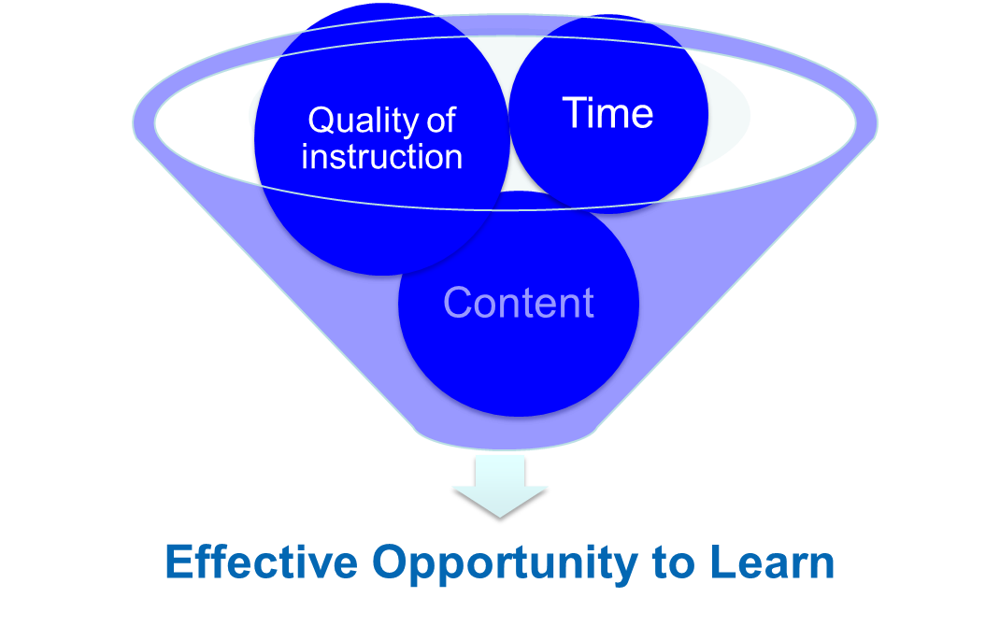 Quality of
instruction
Time
Content
Effective Opportunity to Learn